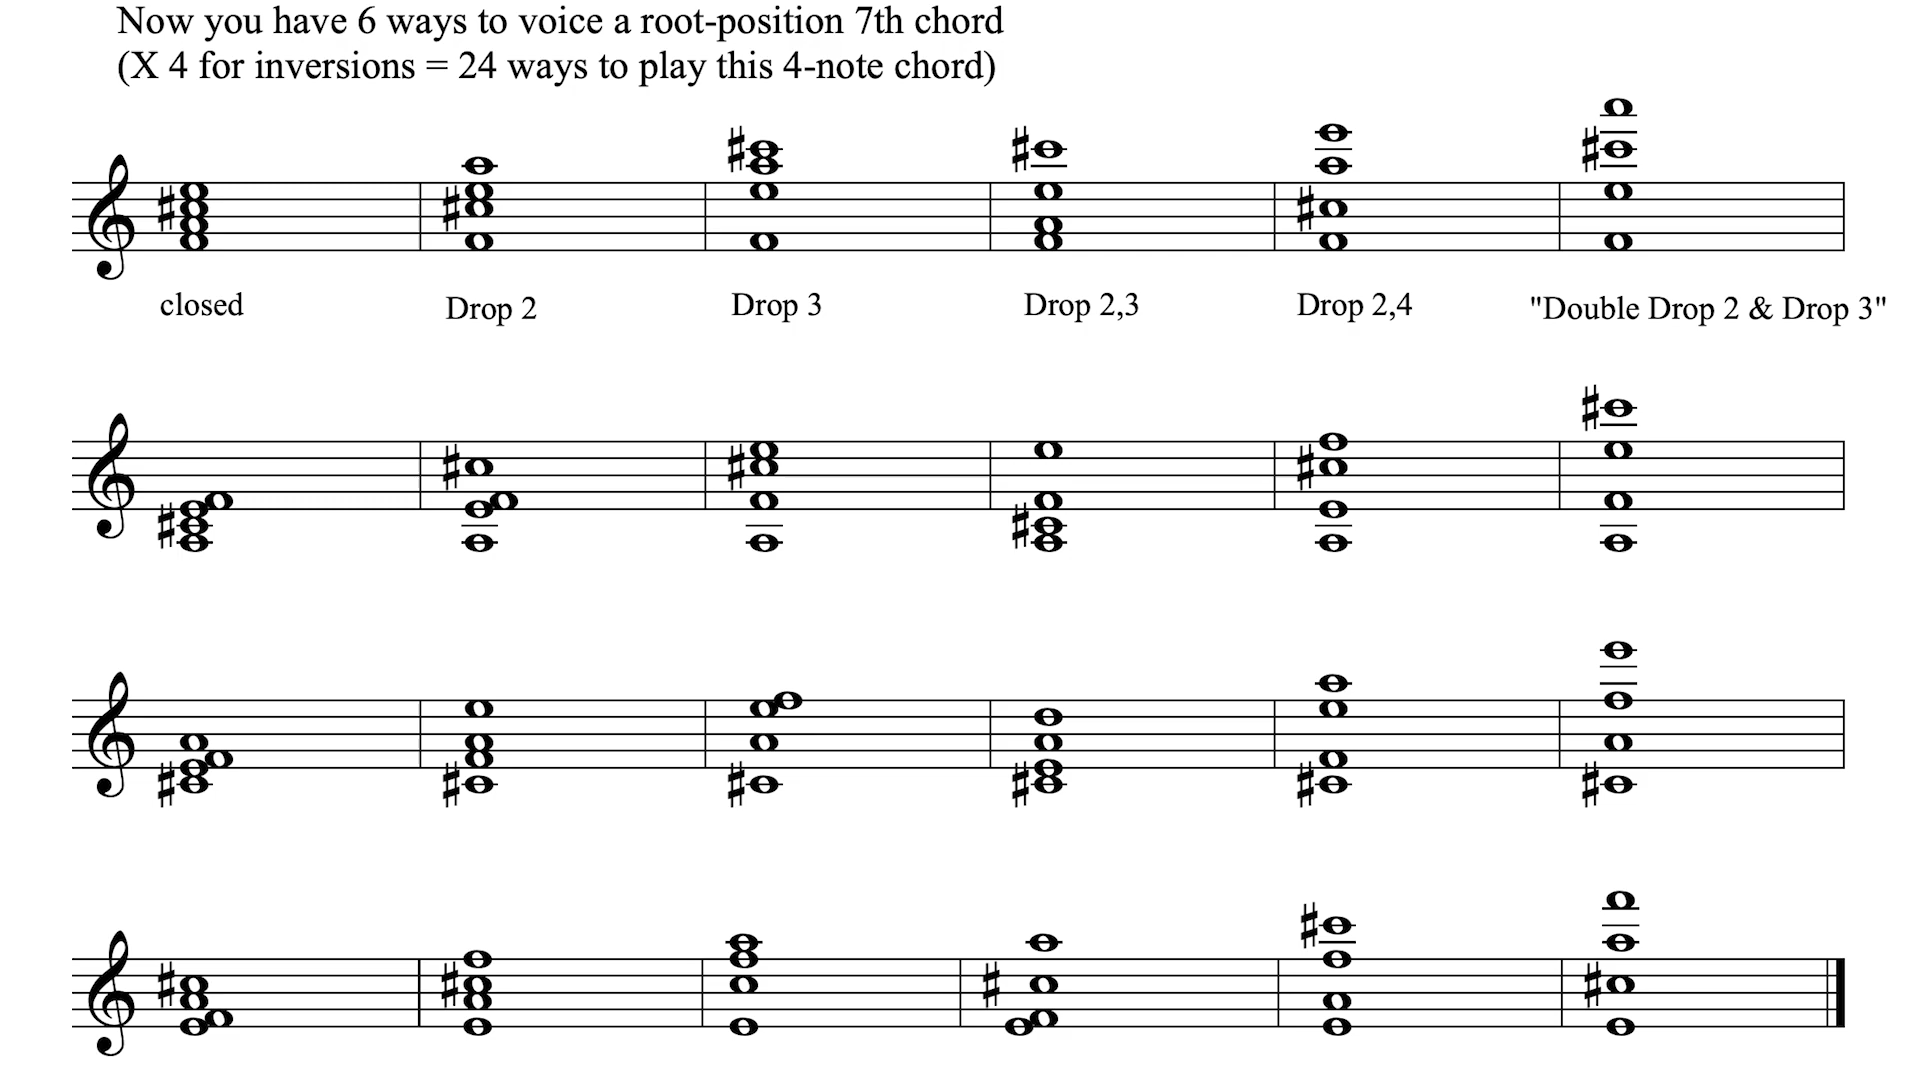 Now you have 6 ways to voice a root-position 7th chord
(X 4 for inversions = 24 ways to play this 4-note chord)
closed Drop 2 Drop 3 Drop 2,3 Drop 2,4 "Double Drop 2 & Drop 3"